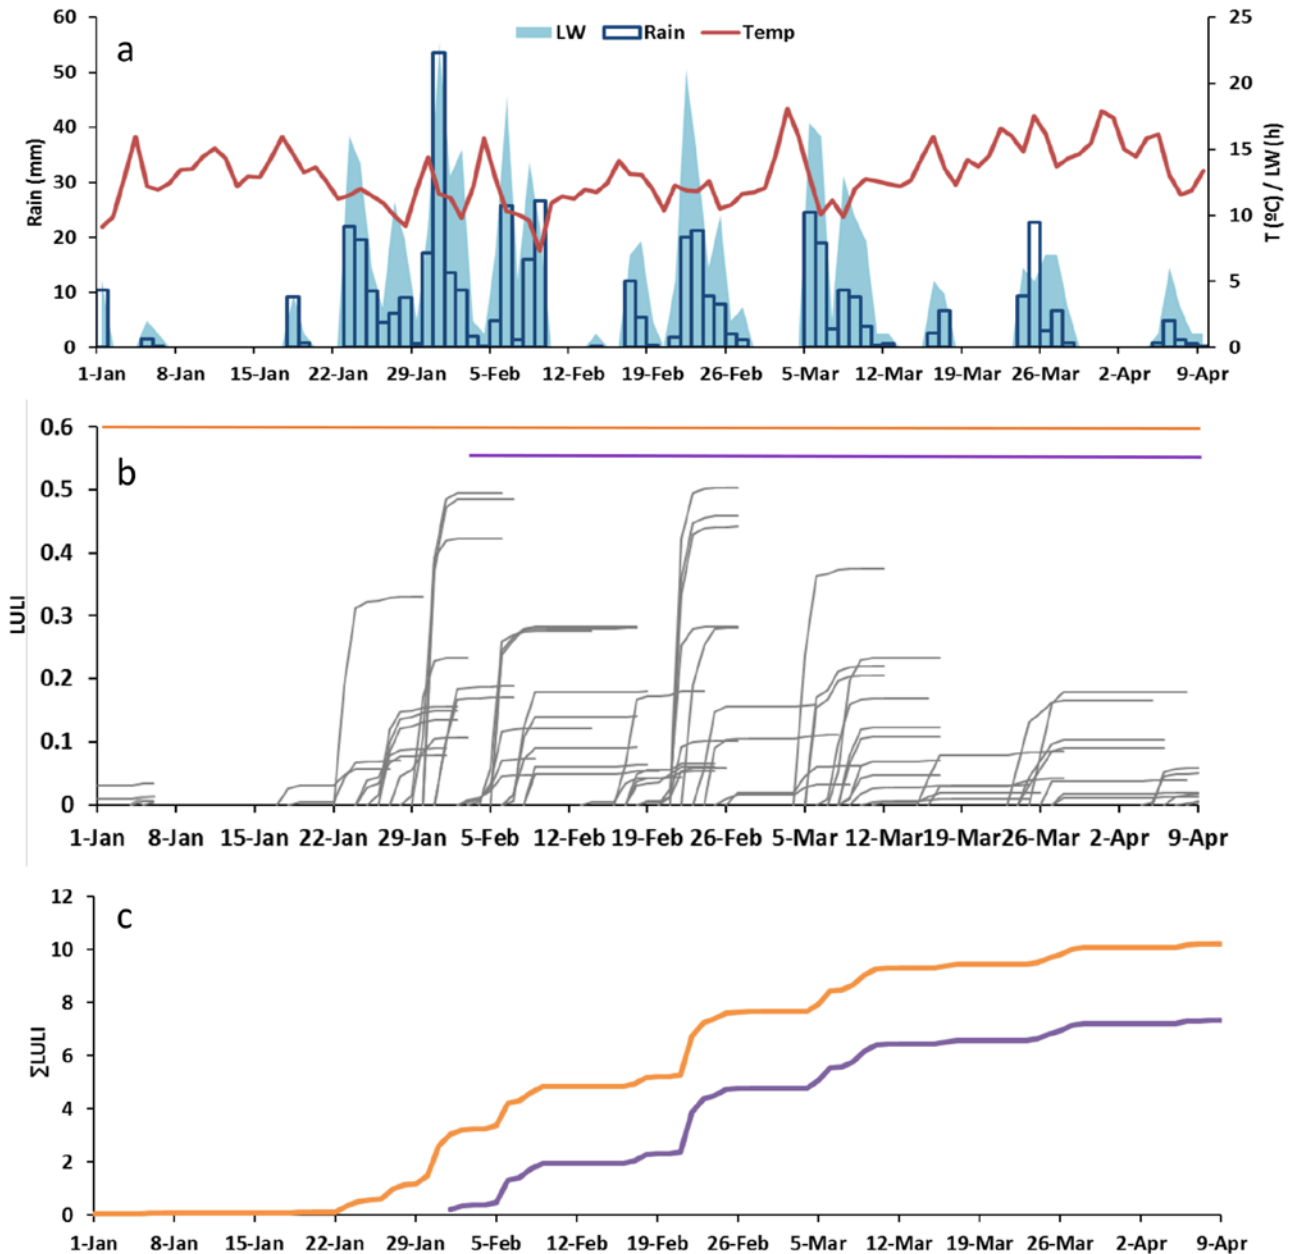 a
LW Rain Temp
Rain (mm)
T (ºC) / LW (h)
60
50
40
30
20
10
0
25
20
15
10
5
0
1-Jan 8-Jan 15-Jan 22-Jan 29-Jan 5-Feb 12-Feb 19-Feb 26-Feb 5-Mar 12-Mar 19-Mar 26-Mar 2-Apr 9-Apr
b
LULI
0.6
0.5
0.4
0.3
0.2
0.1
0
1-Jan 8-Jan 15-Jan 22-Jan 29-Jan 5-Feb 12-Feb 19-Feb 26-Feb 5-Mar 12-Mar 19-Mar 26-Mar 2-Apr 9-Apr
c
∑LULI
12
10
8
6
4
2
0
1-Jan 8-Jan 15-Jan 22-Jan 29-Jan 5-Feb 12-Feb 19-Feb 26-Feb 5-Mar 12-Mar 19-Mar 26-Mar 2-Apr 9-Apr